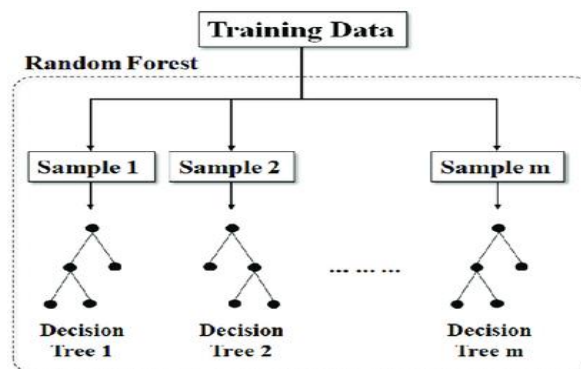 Training Data
Random Forest
Sample 1
Sample 2
Sample m
... ... ...
Decision
Tree 1
Decision
Tree 2
Decision
Tree m